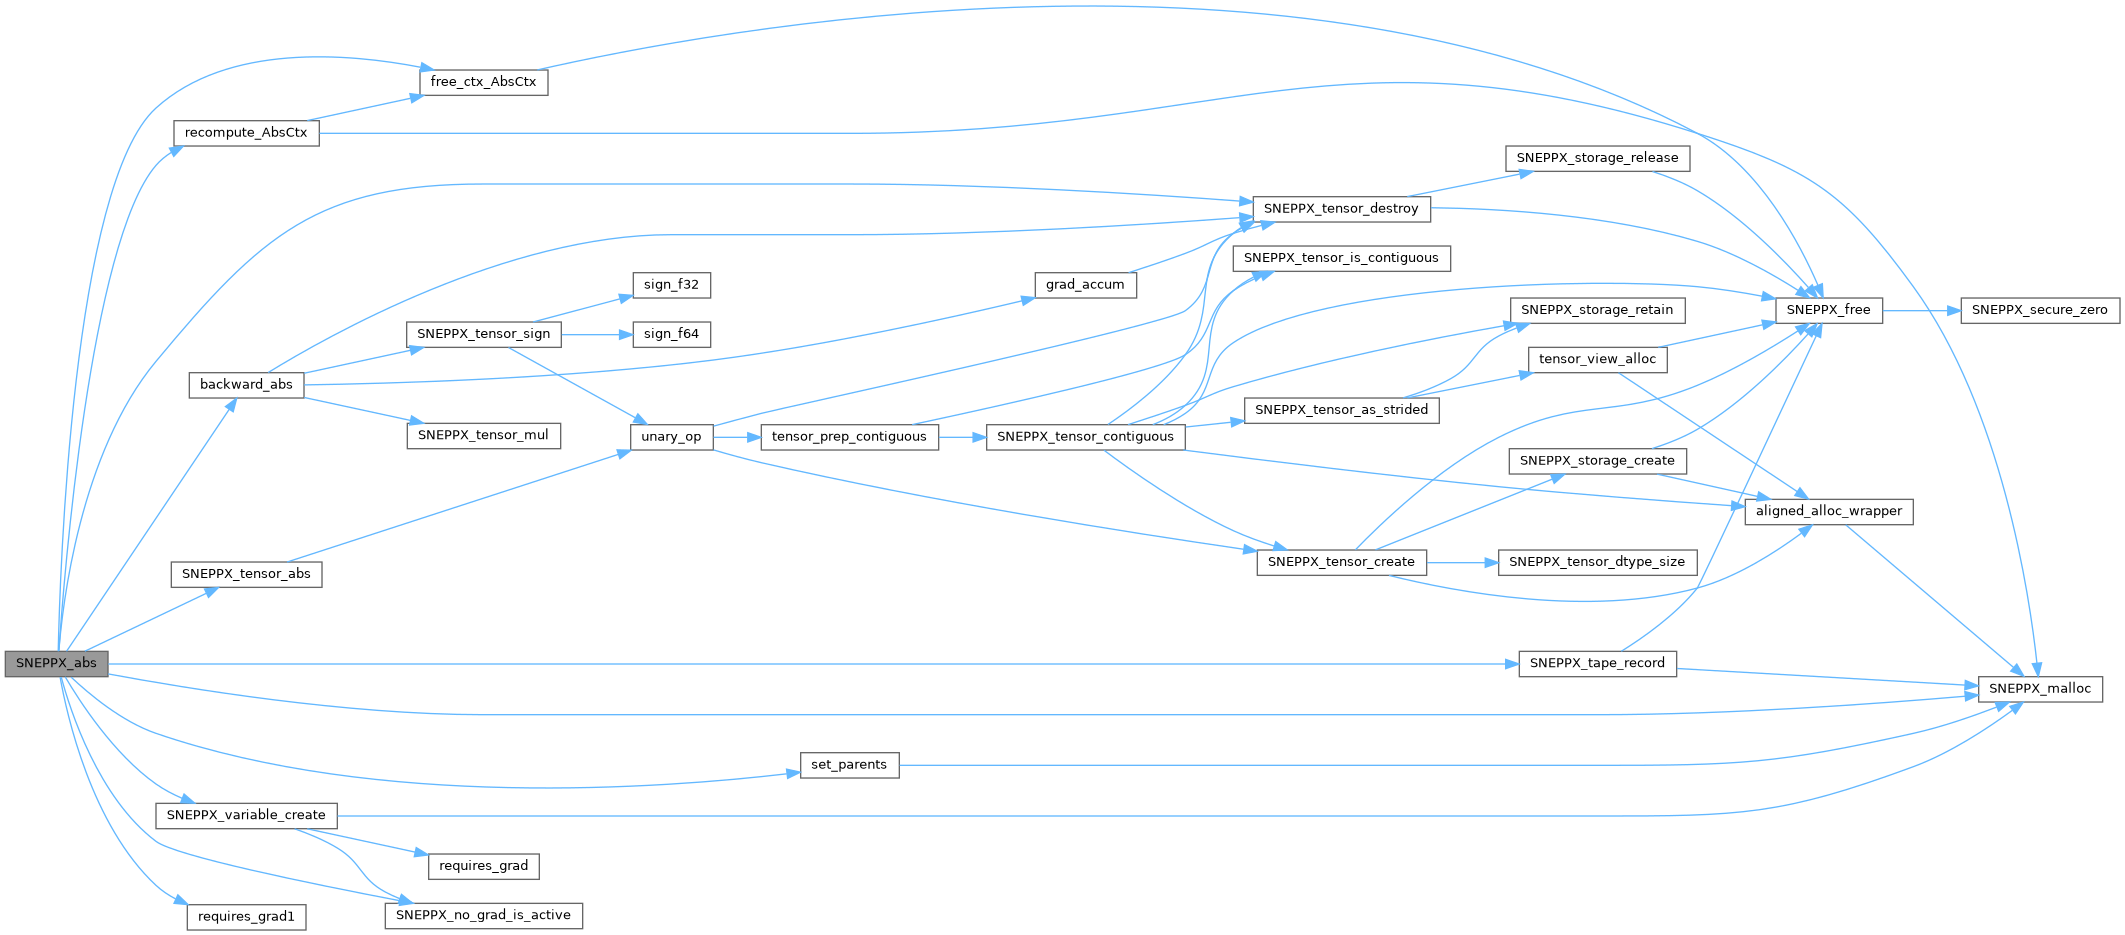 free_ctx_AbsCtx
recompute_AbsCtx
SNEPPX_storage_release
SNEPPX_tensor_destroy
SNEPPX_tensor_is_contiguous
sign_f32
grad_accum
SNEPPX_storage_retain
SNEPPX_free
SNEPPX_secure_zero
SNEPPX_tensor_sign
sign_f64
tensor_view_alloc
backward_abs
SNEPPX_tensor_as_strided
SNEPPX_tensor_mul
unary_op
tensor_prep_contiguous
SNEPPX_tensor_contiguous
SNEPPX_storage_create
aligned_alloc_wrapper
SNEPPX_tensor_create
SNEPPX_tensor_dtype_size
SNEPPX_tensor_abs
SNEPPX_abs
SNEPPX_tape_record
SNEPPX_malloc
set_parents
SNEPPX_variable_create
requires_grad
requires_grad1
SNEPPX_no_grad_is_active